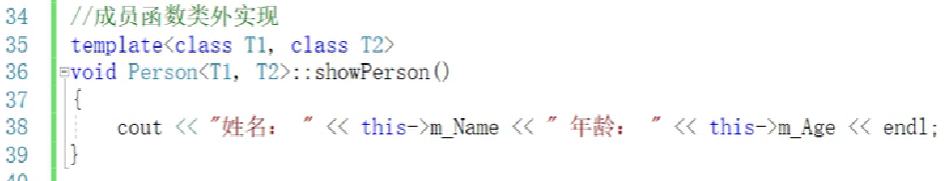 34 //成员函数类外实现
35 template<class T1, class T2>
36 void Person<T1, T2>::showPerson()
37 {
38 cout << "姓名： " << this->m_Name << " 年龄： " << this->m_Age << endl;
39 }